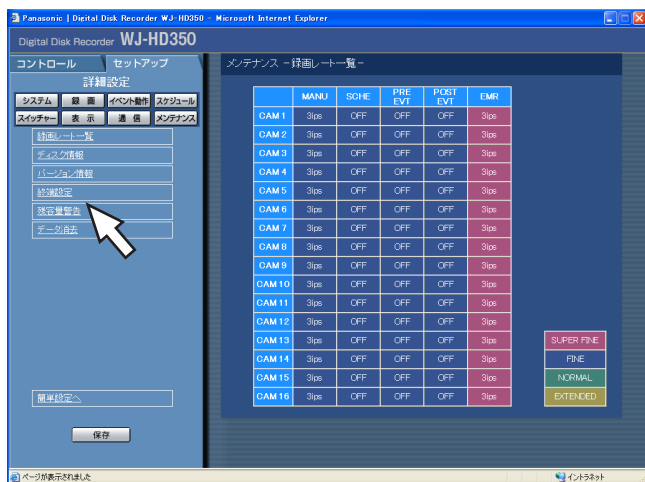 Panasonic | Digital Disk Recorder WJ-HD350 - Microsoft Internet Explorer
Digital Disk Recorder WJ-HD350
コントロール セットアップ
詳細設定
システム 録 画 イベント動作 スケジュール
スイッチャー 表 示 通 信 メンテナンス
録画レート一覧
ディスク情報
バージョン情報
終端設定
残容量警告
データ消去
簡単設定へ
保存
メンテナンス －録画レート一覧－
MANU SCHE PRE EVT POST EVT EMR
CAM 1 3ips OFF OFF OFF 3ips
CAM 2 3ips OFF OFF OFF 3ips
CAM 3 3ips OFF OFF OFF 3ips
CAM 4 3ips OFF OFF OFF 3ips
CAM 5 3ips OFF OFF OFF 3ips
CAM 6 3ips OFF OFF OFF 3ips
CAM 7 3ips OFF OFF OFF 3ips
CAM 8 3ips OFF OFF OFF 3ips
CAM 9 3ips OFF OFF OFF 3ips
CAM 10 3ips OFF OFF OFF 3ips
CAM 11 3ips OFF OFF OFF 3ips
CAM 12 3ips OFF OFF OFF 3ips
CAM 13 3ips OFF OFF OFF 3ips
CAM 14 3ips OFF OFF OFF 3ips
CAM 15 3ips OFF OFF OFF 3ips
CAM 16 3ips OFF OFF OFF 3ips
SUPER FINE
FINE
NORMAL
EXTENDED
ページが表示されました イントラネット